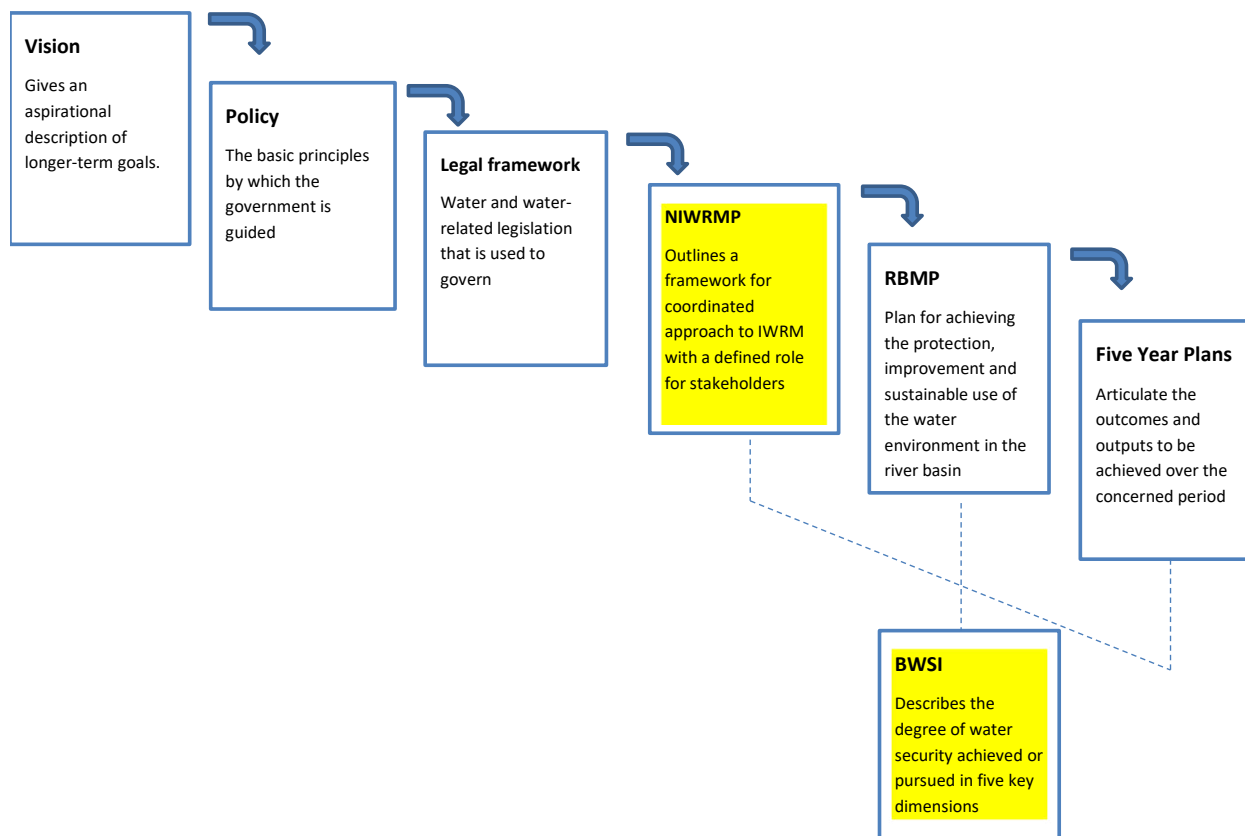 Vision
Gives an
aspirational
description of
longer-term goals.
Policy
The basic principles
by which the
government is
guided
Legal framework
Water and water-
related legislation
that is used to
govern
NIWRMP
Outlines a
framework for
coordinated
approach to IWRM
with a defined role
for stakeholders
RBMP
Plan for achieving
the protection,
improvement and
sustainable use of
the water
environment in the
river basin
Five Year Plans
Articulate the
outcomes and
outputs to be
achieved over the
concerned period
BWSI
Describes the
degree of water
security achieved or
pursued in five key
dimensions